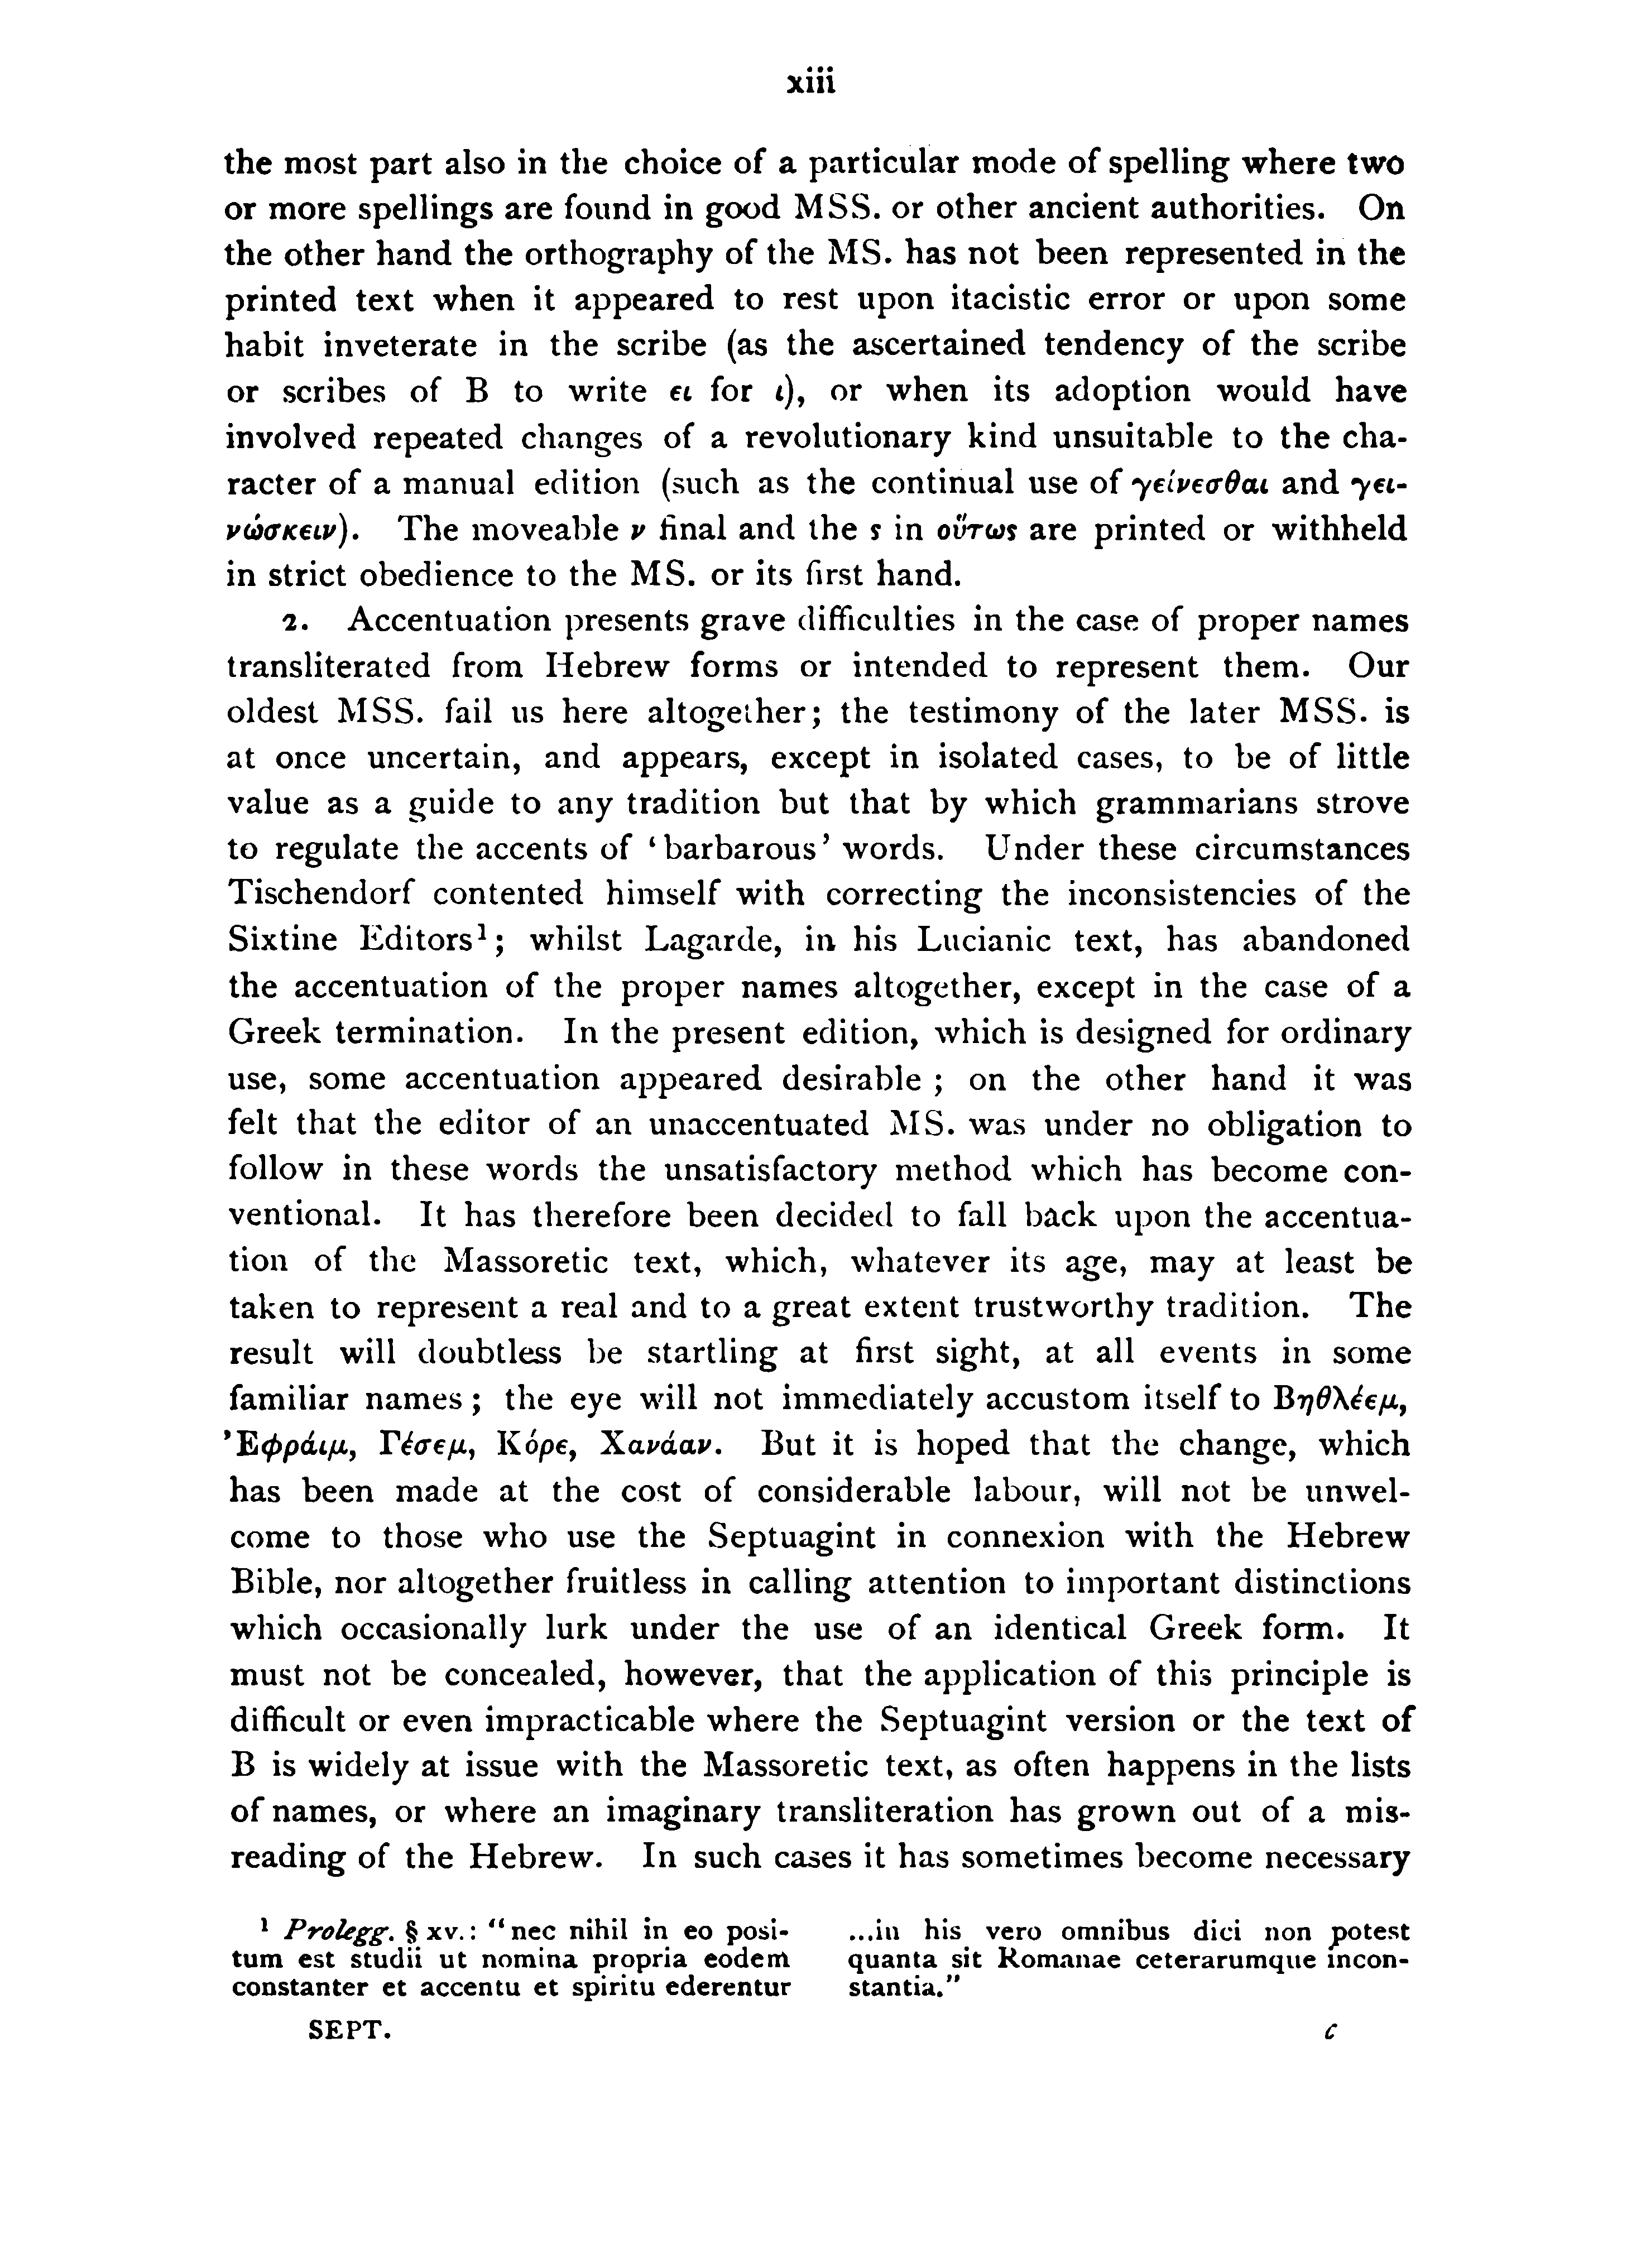 xiii
the most part also in the choice of a particular mode of spelling where two
or more spellings are found in good MSS. or other ancient authorities. On
the other hand the orthography of the MS. has not been represented in the
printed text when it appeared to rest upon itacistic error or upon some
habit inveterate in the scribe (as the ascertained tendency of the scribe
or scribes of B to write ει for ι), or when its adoption would have
involved repeated changes of a revolutionary kind unsuitable to the cha-
racter of a manual edition (such as the continual use of γείνεσθαι and γει-
νώσκειν). The moveable ν final and the ς in οὕτως are printed or withheld
in strict obedience to the MS. or its first hand.
2. Accentuation presents grave difficulties in the case of proper names
transliterated from Hebrew forms or intended to represent them. Our
oldest MSS. fail us here altogether; the testimony of the later MSS. is
at once uncertain, and appears, except in isolated cases, to be of little
value as a guide to any tradition but that by which grammarians strove
to regulate the accents of ‘barbarous’ words. Under these circumstances
Tischendorf contented himself with correcting the inconsistencies of the
Sixtine Editors¹; whilst Lagarde, in his Lucianic text, has abandoned
the accentuation of the proper names altogether, except in the case of a
Greek termination. In the present edition, which is designed for ordinary
use, some accentuation appeared desirable; on the other hand it was
felt that the editor of an unaccentuated MS. was under no obligation to
follow in these words the unsatisfactory method which has become con-
ventional. It has therefore been decided to fall back upon the accentua-
tion of the Massoretic text, which, whatever its age, may at least be
taken to represent a real and to a great extent trustworthy tradition. The
result will doubtless be startling at first sight, at all events in some
familiar names; the eye will not immediately accustom itself to Βηθλέεμ,
Ἐφράιμ, Γέσεμ, Κόρε, Χανάαν. But it is hoped that the change, which
has been made at the cost of considerable labour, will not be unwel-
come to those who use the Septuagint in connexion with the Hebrew
Bible, nor altogether fruitless in calling attention to important distinctions
which occasionally lurk under the use of an identical Greek form. It
must not be concealed, however, that the application of this principle is
difficult or even impracticable where the Septuagint version or the text of
B is widely at issue with the Massoretic text, as often happens in the lists
of names, or where an imaginary transliteration has grown out of a mis-
reading of the Hebrew. In such cases it has sometimes become necessary
¹ Prolegg. § xv.: “nec nihil in eo posi-
tum est studii ut nomina propria eodem
constanter et accentu et spiritu ederentur
...in his vero omnibus dici non potest
quanta sit Romanae ceterarumque incon-
stantia.”
SEPT. c